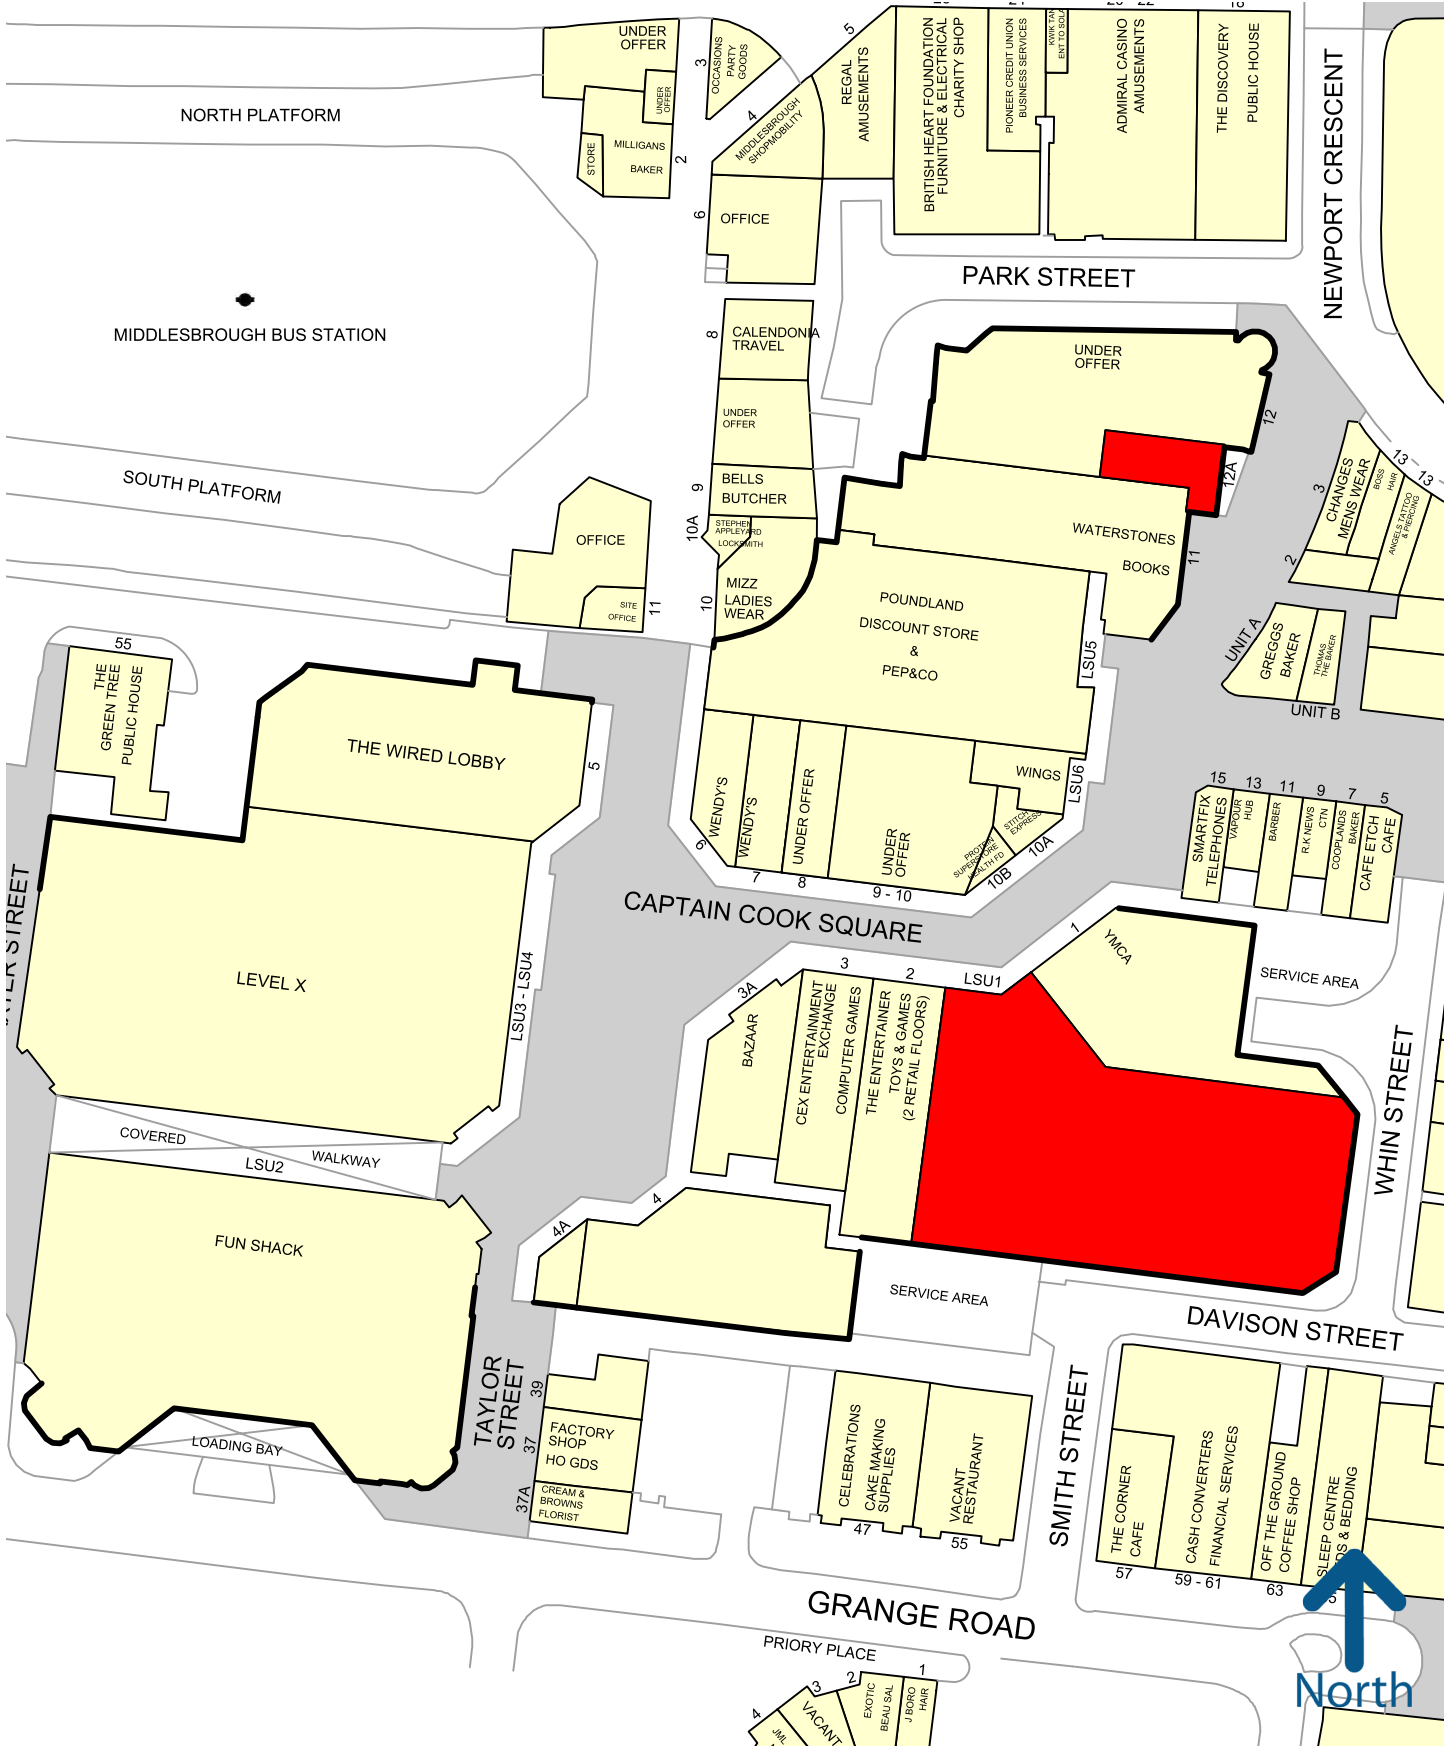 UNDER
OFFER
UNDER
OFFER
MILLIGANS
BAKER
STORE
2
3
OCCASIONS
PARTY
GOODS
4
MIDDLESBROUGH
SHOPMOBILITY
5
REGAL
AMUSEMENTS
BRITISH HEART FOUNDATION
FURNITURE & ELECTRICAL
CHARITY SHOP
PIONEER CREDIT UNION
BUSINESS SERVICES
ADMIRAL CASINO
AMUSEMENTS
THE DISCOVERY
PUBLIC HOUSE
NEWPORT CRESCENT
NORTH PLATFORM
MIDDLESBROUGH BUS STATION
SOUTH PLATFORM
6
OFFICE
PARK STREET
8
CALENDONIA
TRAVEL
UNDER
OFFER
9
BELLS
BUTCHER
10A
STEPHEN
APPLEYARD
LOCKSMITH
10
MIZZ
LADIES
WEAR
OFFICE
SITE
OFFICE
11
UNDER
OFFER
12
12A
WATERSTONES
BOOKS
11
POUNDLAND
DISCOUNT STORE
&
PEP&CO
LSU5
3
CHANGES
MENS WEAR
2
13
BOSS
HAIR
13
ANGELS TATTOO
& PIERCING
UNIT A
GREGGS
BAKER
THOMAS
THE BAKER
UNIT B
55
THE
GREEN TREE
PUBLIC HOUSE
THE WIRED LOBBY
5
LEVEL X
LSU3 - LSU4
WENDY'S
6
WENDY'S
7
UNDER OFFER
8
UNDER
OFFER
9 - 10
WINGS
LSU6
STITCH
EXPRESS
10A
PROTEIN
SUPERSTORE
HEALTH FD
10B
CAPTAIN COOK SQUARE
15
13
11
9
7
5
SMARTFIX
TELEPHONES
VAPOUR
HUB
BARBER
R.K NEWS
CTN
COOPLANDS
BAKER
CAFE ETCH
CAFE
1
YMCA
SERVICE AREA
WHIN STREET
LSU1
2
THE ENTERTAINER
TOYS & GAMES
(2 RETAIL FLOORS)
3
CEX ENTERTAINMENT
EXCHANGE
COMPUTER GAMES
3A
BAZAAR
4
4A
SERVICE AREA
COVERED
WALKWAY
LSU2
FUN SHACK
LOADING BAY
TAYLOR
STREET
39
37
FACTORY
SHOP
HO GDS
37A
CREAM &
BROWNS
FLORIST
DAVISON STREET
CELEBRATIONS
CAKE MAKING
SUPPLIES
47
VACANT
RESTAURANT
55
SMITH STREET
THE CORNER
CAFE
57
CASH CONVERTERS
FINANCIAL SERVICES
59 - 61
OFF THE GROUND
COFFEE SHOP
63
SLEEP CENTRE
& BEDDING
GRANGE ROAD
PRIORY PLACE
1
2
3
4
J BORO
HAIR
EXOTIC
BEAU SAL
VACANT
JML
North